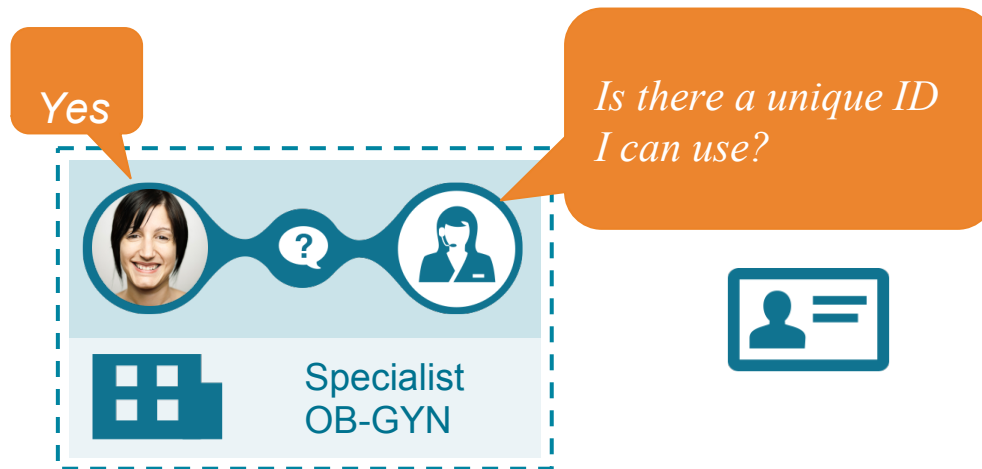 Yes
Is there a unique ID
I can use?
?
Specialist
OB-GYN